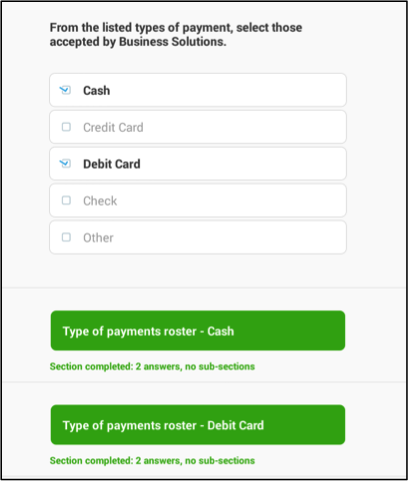 From the listed types of payment, select those
accepted by Business Solutions.
Cash
Credit Card
Debit Card
Check
Other
Type of payments roster - Cash
Section completed: 2 answers, no sub-sections
Type of payments roster - Debit Card
Section completed: 2 answers, no sub-sections